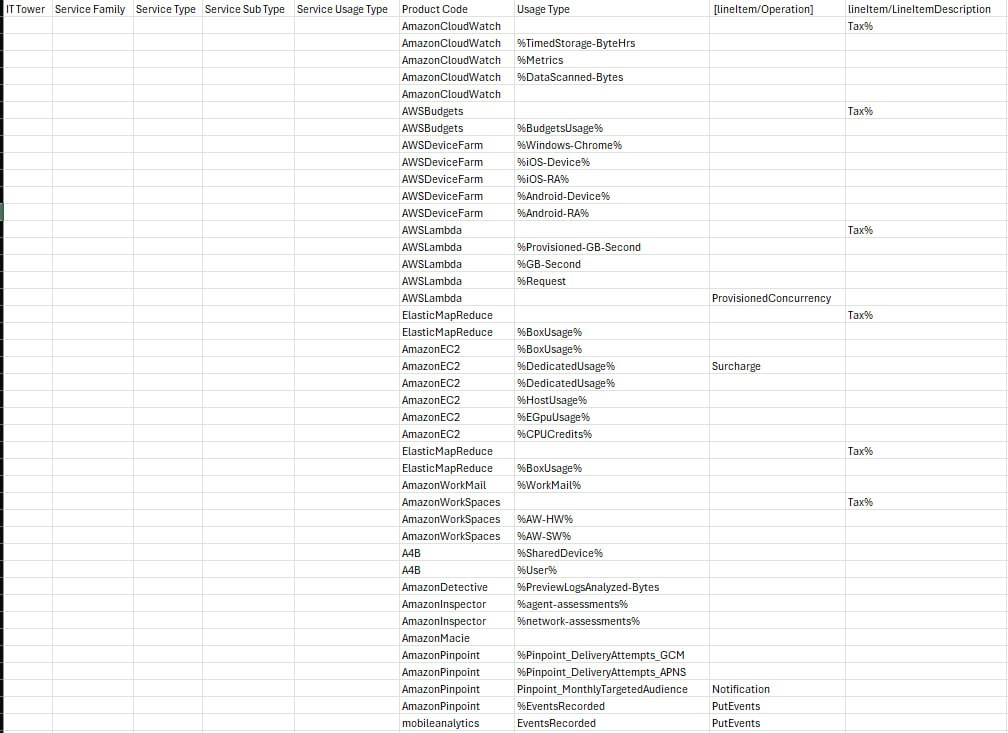 IT Tower Service Family Service Type Service Sub Type Service Usage Type Product Code Usage Type [lineItem/Operation] lineItem/LineItemDescription
AmazonCloudWatch Tax%
AmazonCloudWatch %TimedStorage-ByteHrs
AmazonCloudWatch %Metrics
AmazonCloudWatch %DataScanned-Bytes
AmazonCloudWatch
AWSBudgets Tax%
AWSBudgets %BudgetsUsage%
AWSDeviceFarm %Windows-Chrome%
AWSDeviceFarm %iOS-Device%
AWSDeviceFarm %iOS-RA%
AWSDeviceFarm %Android-Device%
AWSDeviceFarm %Android-RA%
AWSLambda Tax%
AWSLambda %Provisioned-GB-Second
AWSLambda %GB-Second
AWSLambda %Request
AWSLambda ProvisionedConcurrency
ElasticMapReduce Tax%
ElasticMapReduce %BoxUsage%
AmazonEC2 %BoxUsage%
AmazonEC2 %DedicatedUsage% Surcharge
AmazonEC2 %DedicatedUsage%
AmazonEC2 %HostUsage%
AmazonEC2 %EGpuUsage%
AmazonEC2 %CPUCredits%
ElasticMapReduce Tax%
ElasticMapReduce %BoxUsage%
AmazonWorkMail %WorkMail%
AmazonWorkSpaces Tax%
AmazonWorkSpaces %AW-HW%
AmazonWorkSpaces %AW-SW%
A4B %SharedDevice%
A4B %User%
AmazonDetective %PreviewLogsAnalyzed-Bytes
AmazonInspector %agent-assessments%
AmazonInspector %network-assessments%
AmazonMacie
AmazonPinpoint %Pinpoint_DeliveryAttempts_GCM
AmazonPinpoint %Pinpoint_DeliveryAttempts_APNS
AmazonPinpoint Pinpoint_MonthlyTargetedAudience Notification
AmazonPinpoint %EventsRecorded PutEvents
mobileanalytics EventsRecorded PutEvents